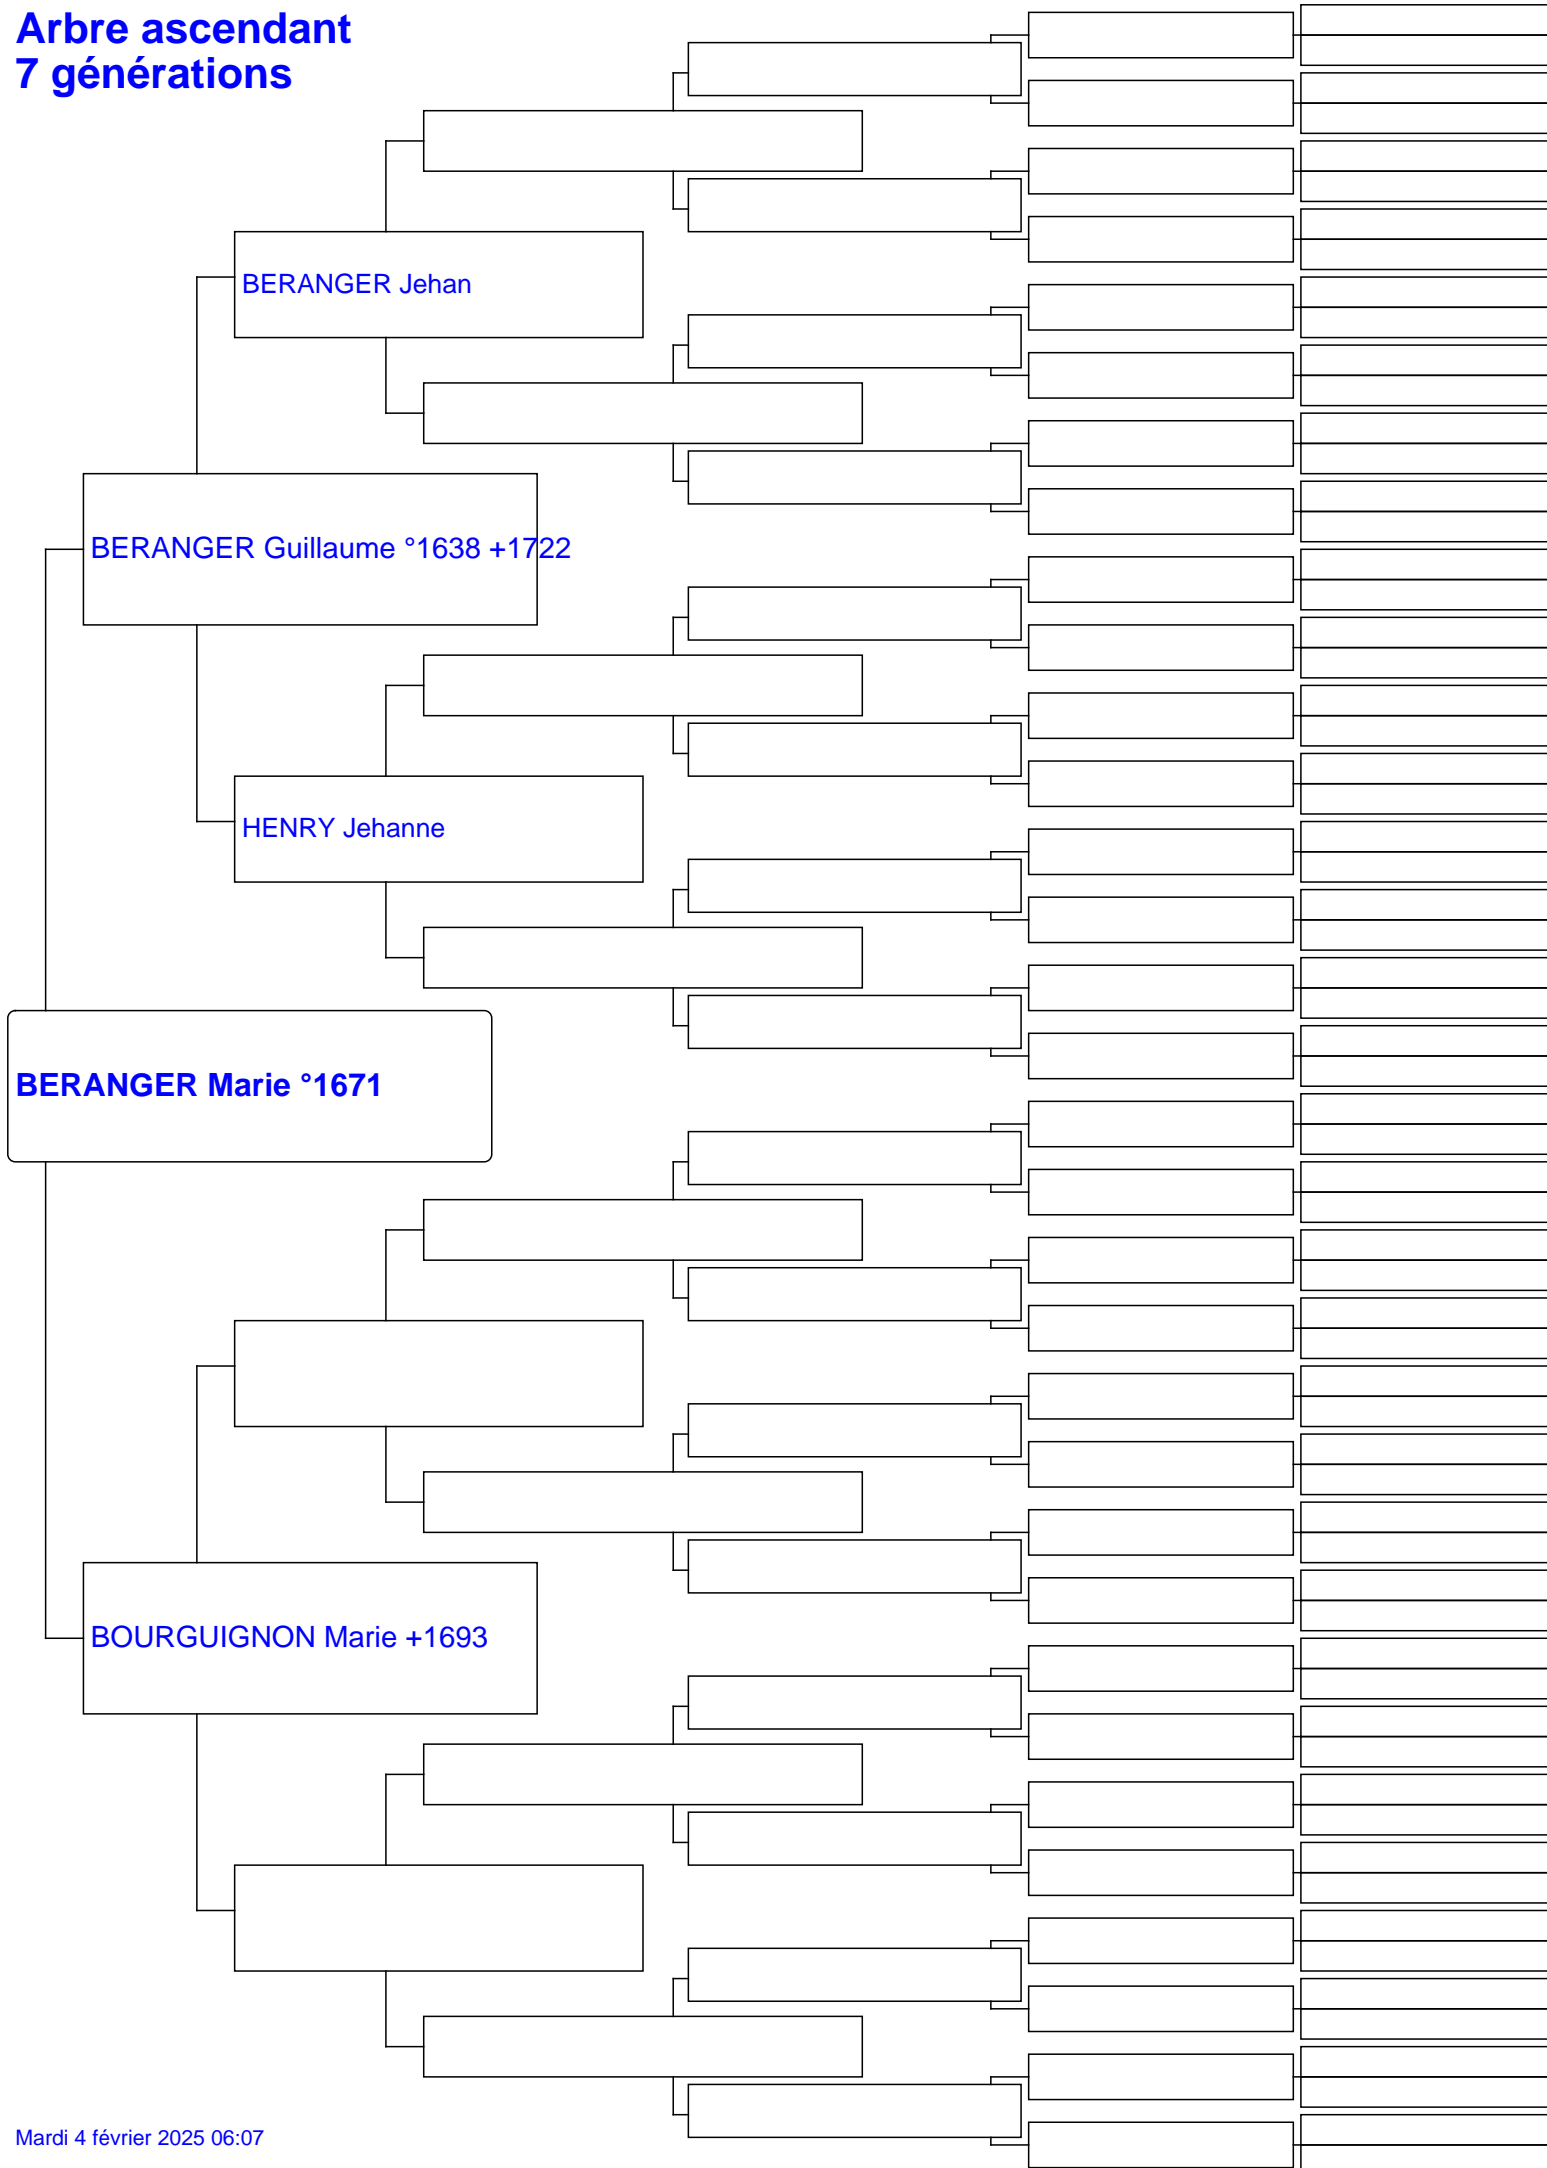 Arbre ascendant
7 générations
BERANGER Jehan
BERANGER Guillaume °1638 +1722
HENRY Jehanne
BERANGER Marie °1671
BOURGUIGNON Marie +1693
Mardi 4 février 2025 06:07